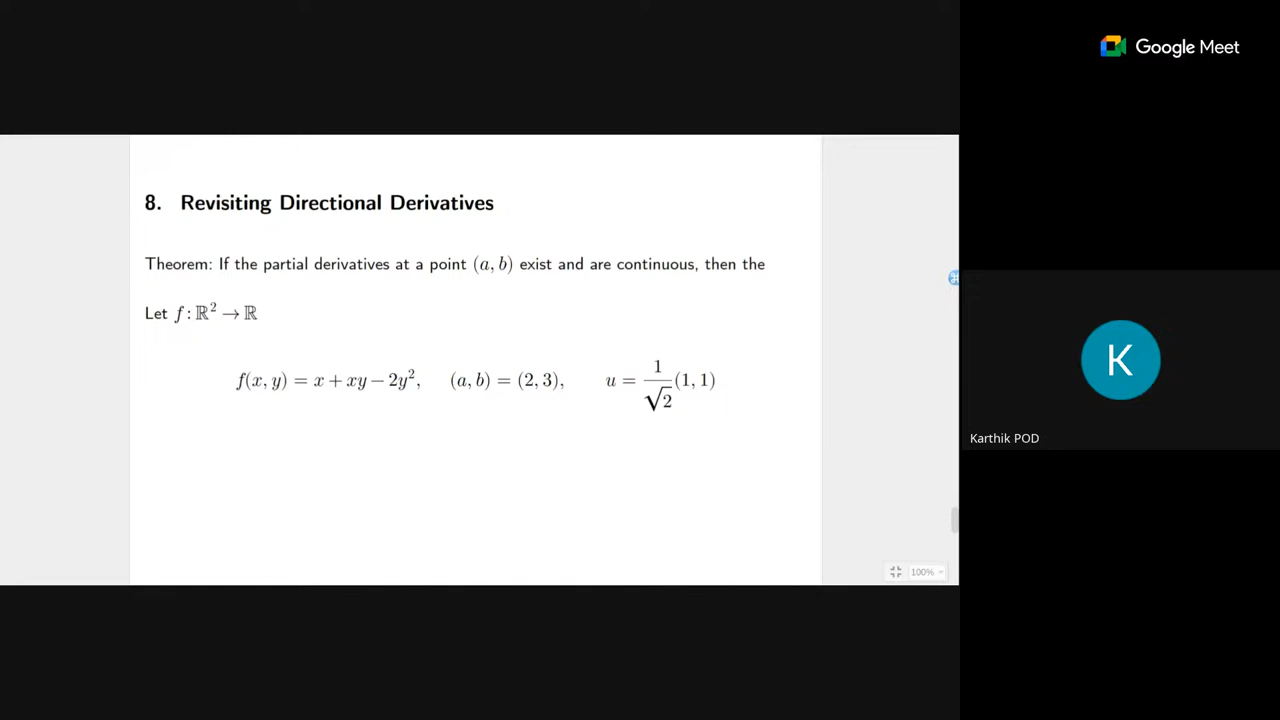 Google Meet
8. Revisiting Directional Derivatives
Theorem: If the partial derivatives at a point (a, b) exist and are continuous, then the
Let f : ℝ² → ℝ
f(x, y) = x + xy − 2y², (a, b) = (2, 3), u = 1/√2 (1, 1)
K
Karthik POD
100%